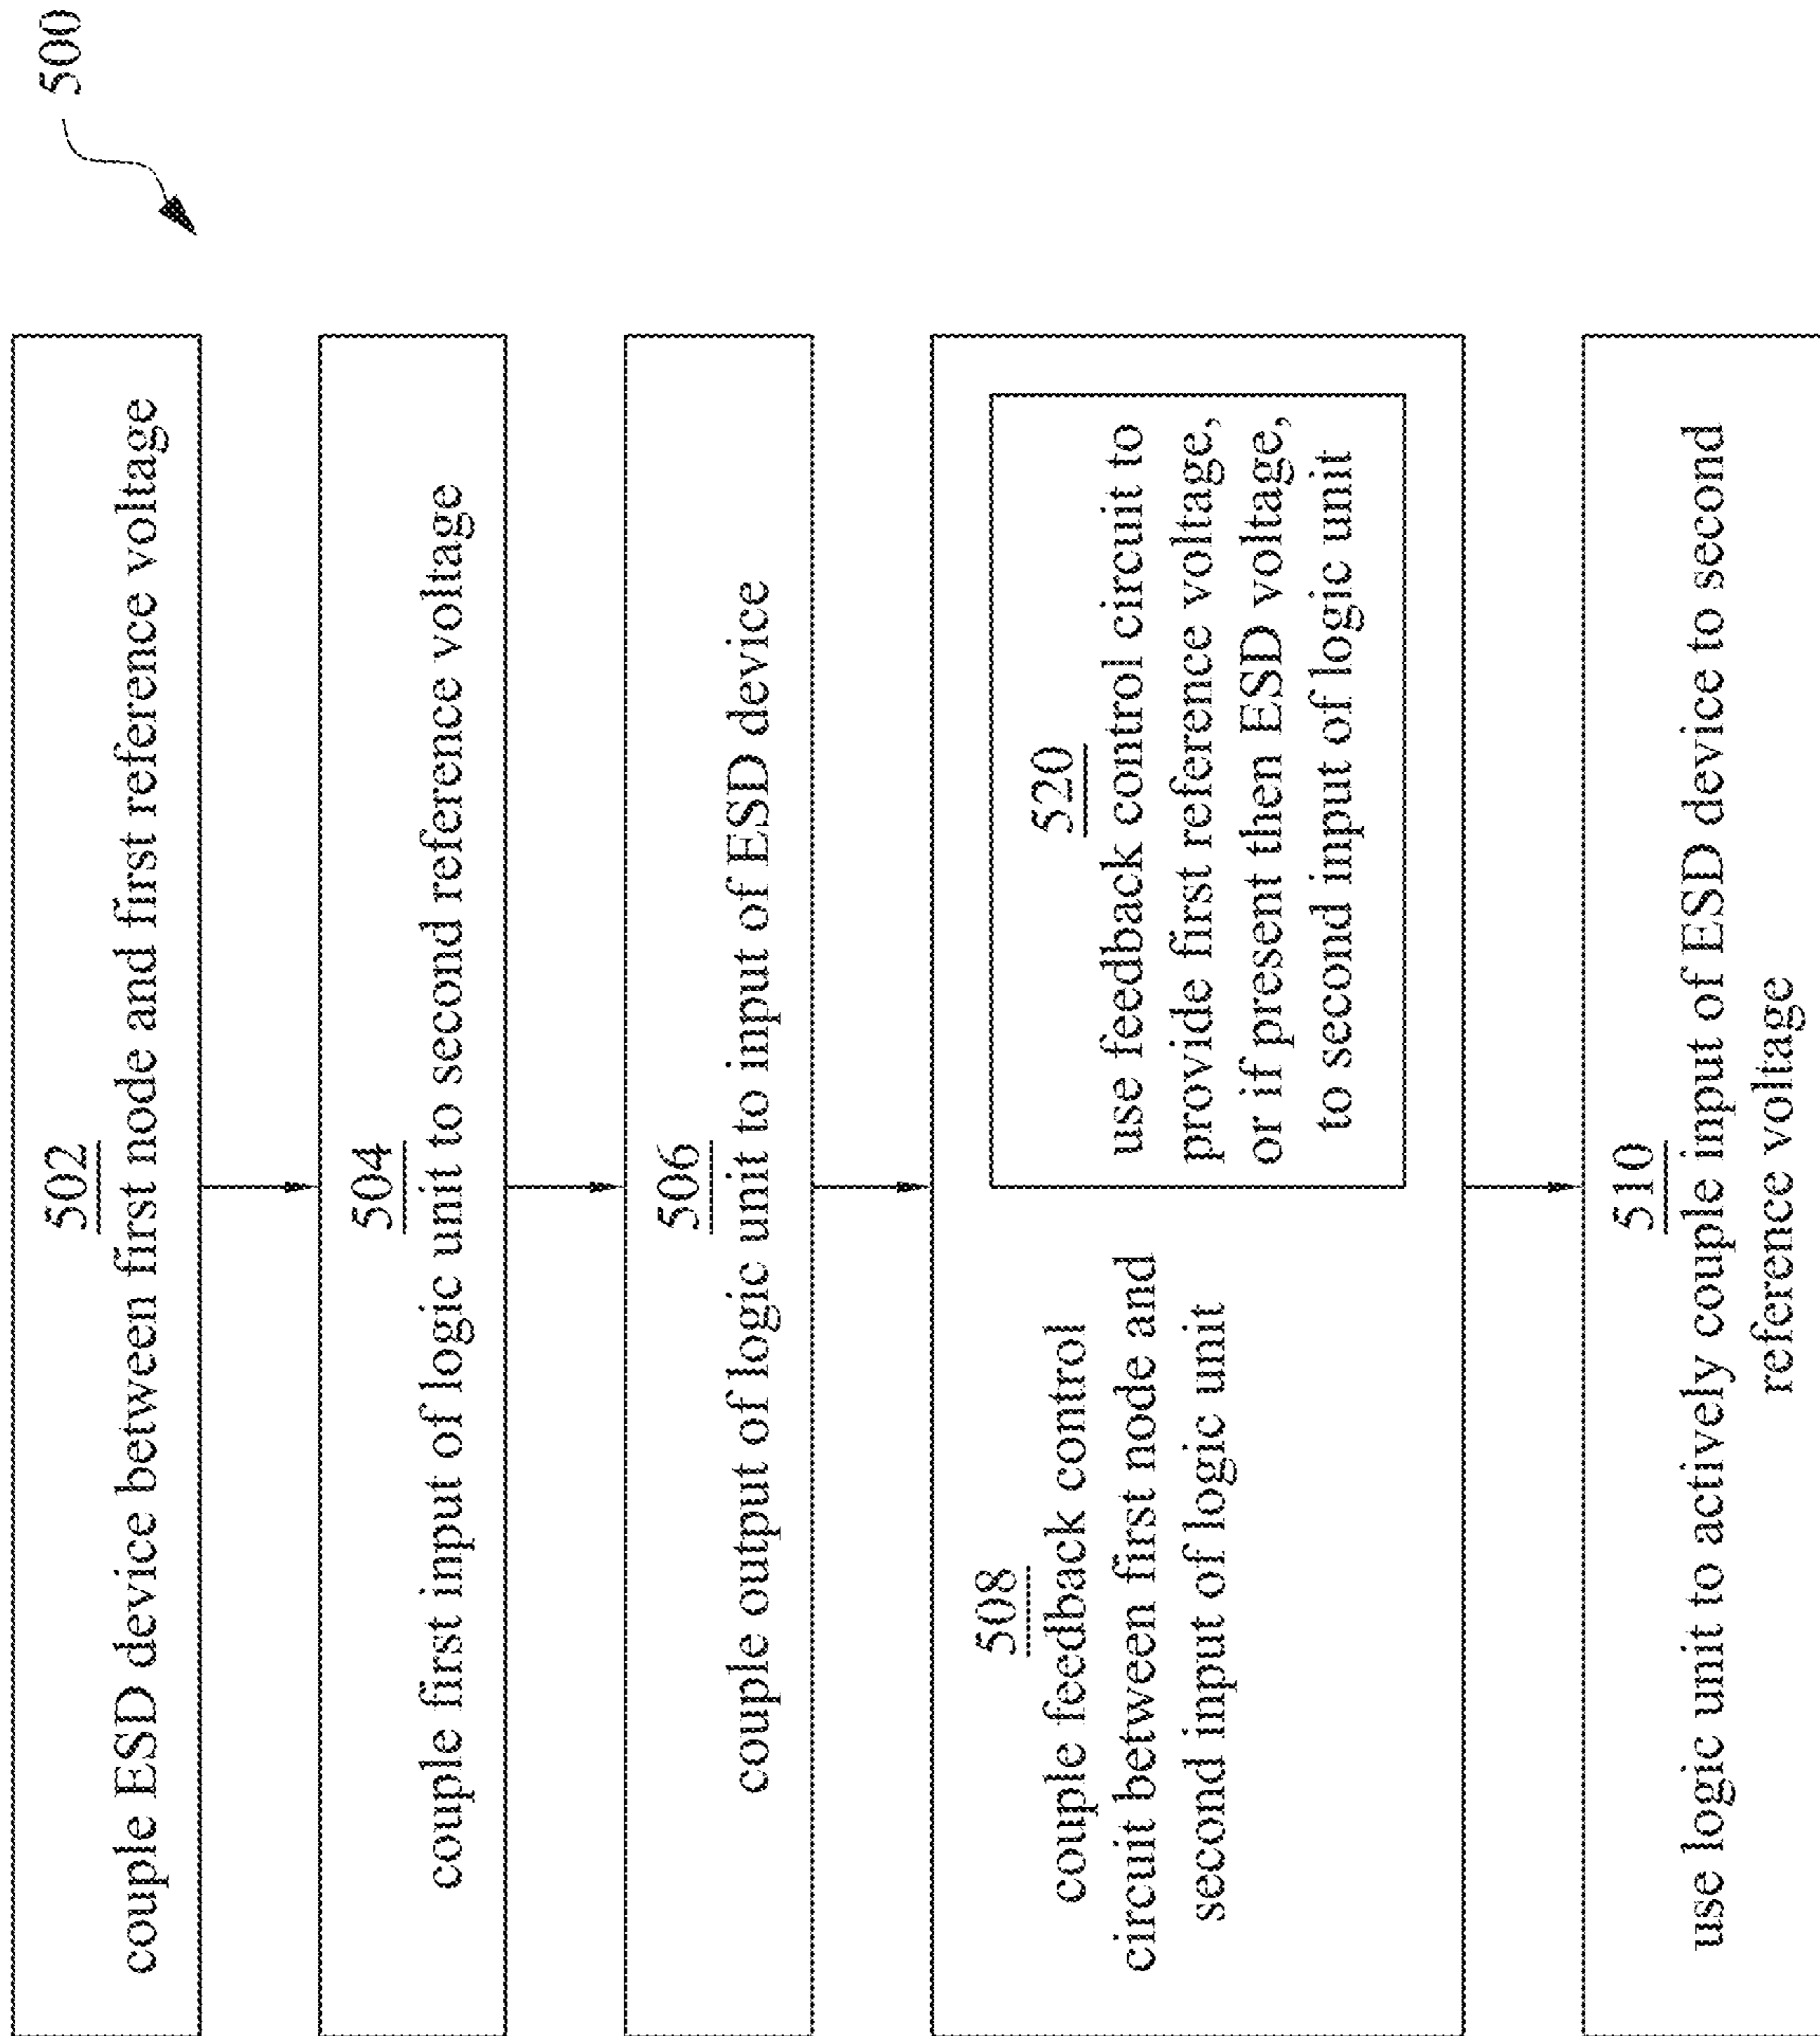 500
502
couple ESD device between first node and first reference voltage
504
couple first input of logic unit to second reference voltage
506
couple output of logic unit to input of ESD device
508
couple feedback control
circuit between first node and
second input of logic unit
520
use feedback control circuit to
provide first reference voltage,
or if present then ESD voltage,
to second input of logic unit
510
use logic unit to actively couple input of ESD device to second
reference voltage